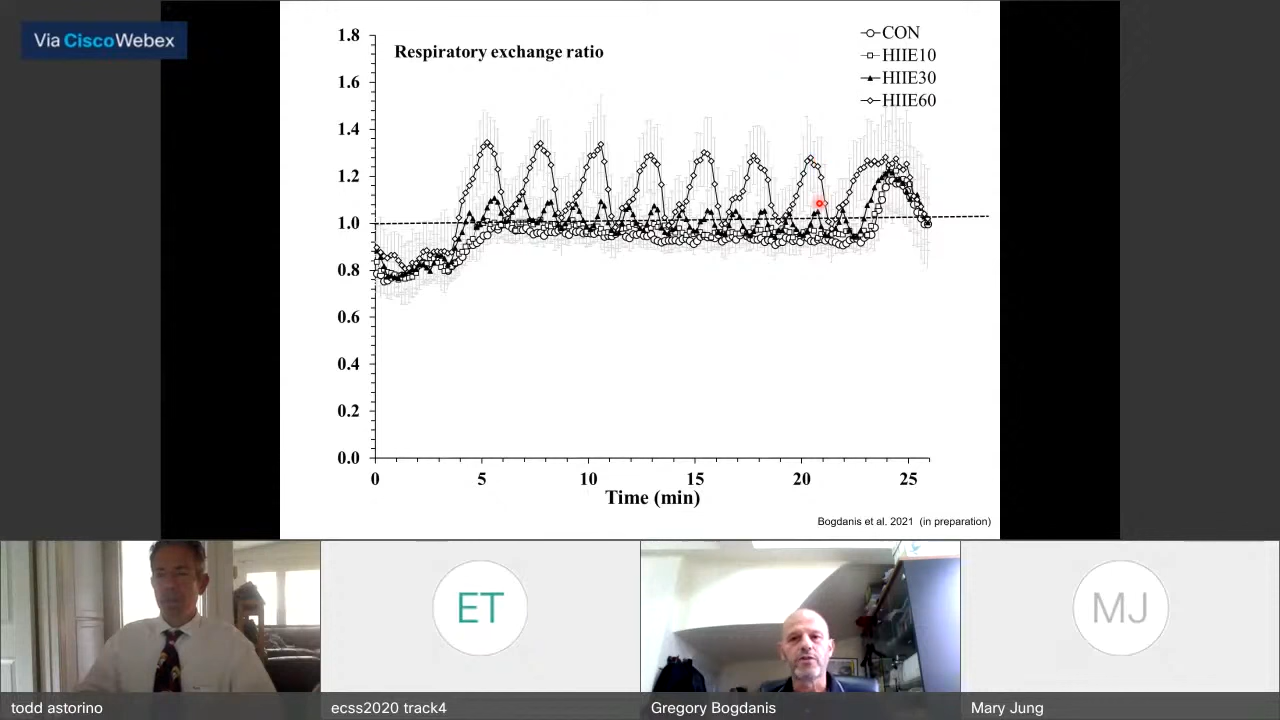 Via Cisco Webex
Respiratory exchange ratio
CON
HIIE10
HIIE30
HIIE60
1.8
1.6
1.4
1.2
1.0
0.8
0.6
0.4
0.2
0.0
0 5 10 15 20 25
Time (min)
Bogdanis et al. 2021 (in preparation)
ET
MJ
todd astorino
ecss2020 track4
Gregory Bogdanis
Mary Jung